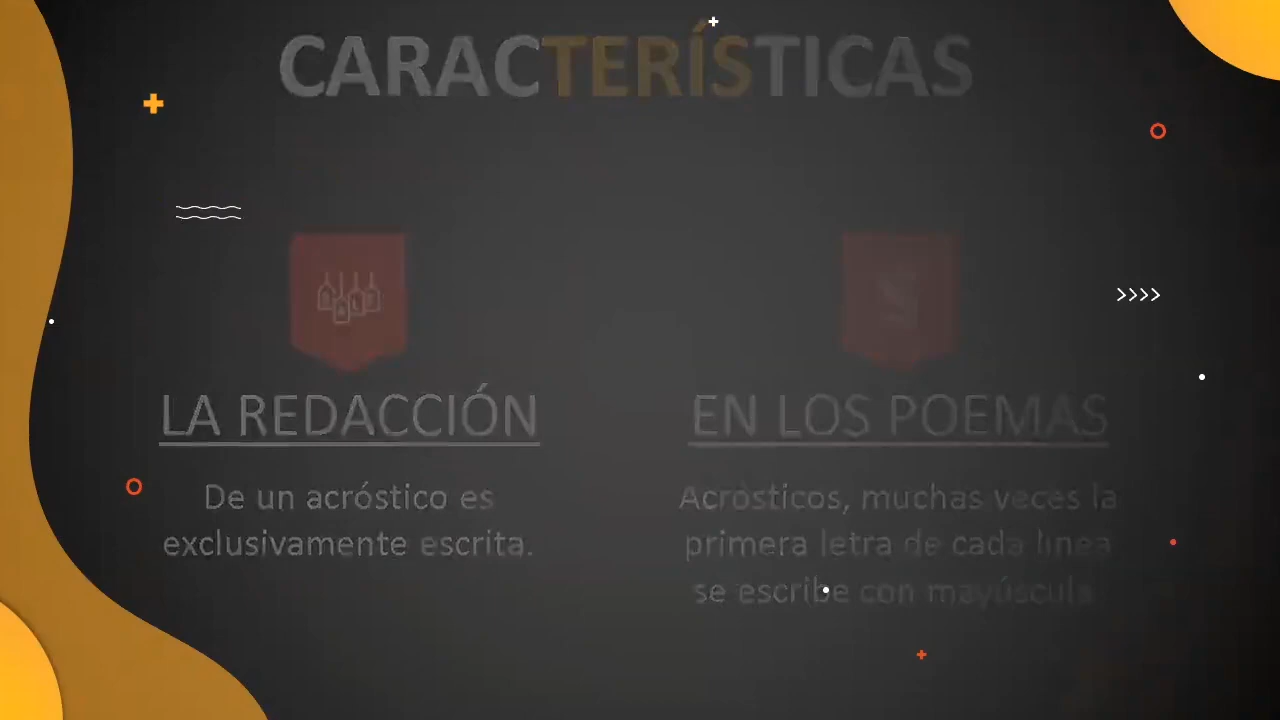 CARACTERÍSTICAS
LA REDACCIÓN
De un acróstico es
exclusivamente escrita.
EN LOS POEMAS
Acrósticos, muchas veces la
primera letra de cada línea
se escribe con mayúscula.